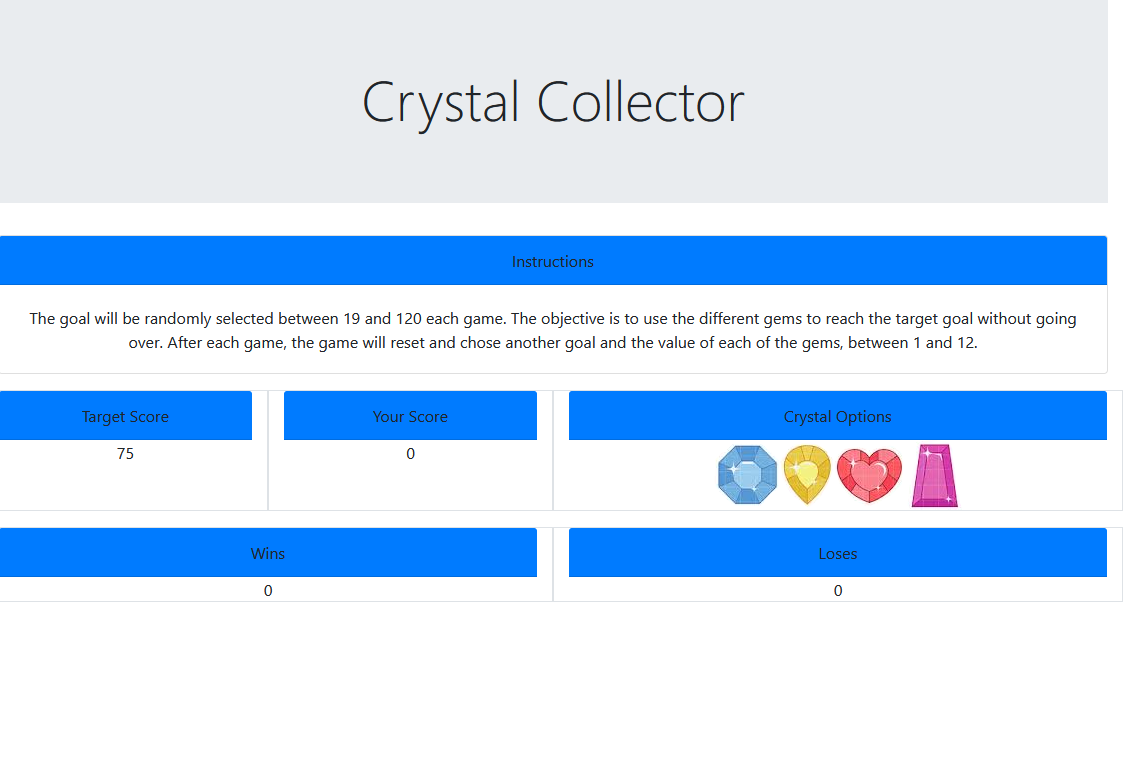 Crystal Collector
Instructions
The goal will be randomly selected between 19 and 120 each game. The objective is to use the different gems to reach the target goal without going
over. After each game, the game will reset and chose another goal and the value of each of the gems, between 1 and 12.
Target Score
75
Your Score
0
Crystal Options
Wins
0
Loses
0